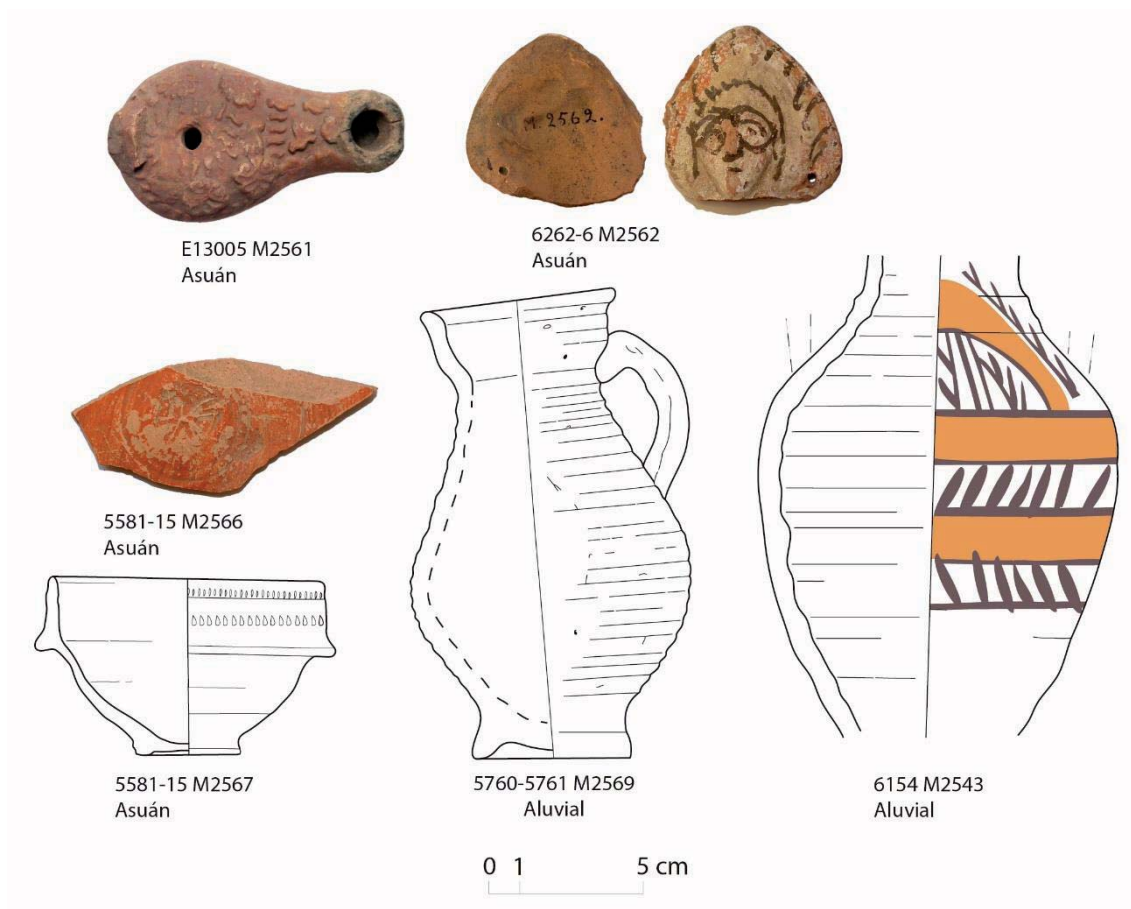 M.2562.
E13005 M2561
Asuán
6262-6 M2562
Asuán
5581-15 M2566
Asuán
5581-15 M2567
Asuán
5760-5761 M2569
Aluvial
6154 M2543
Aluvial
0 1 5 cm